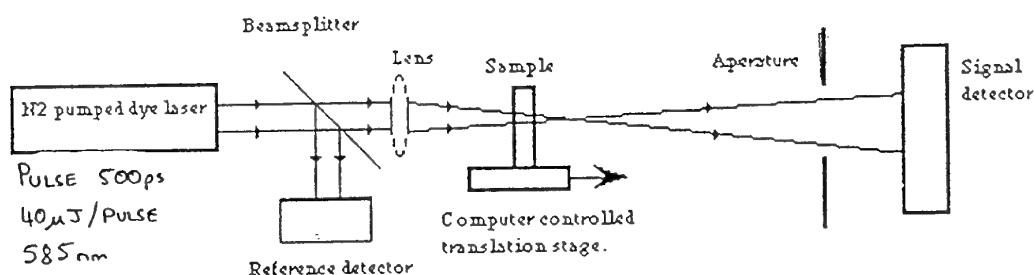 Beamsplitter
Lens
Sample
Aperature
Signal
detector
N2 pumped dye laser
PULSE 500ps
40μJ/PULSE
585nm
Computer controlled
translation stage.
Reference detector